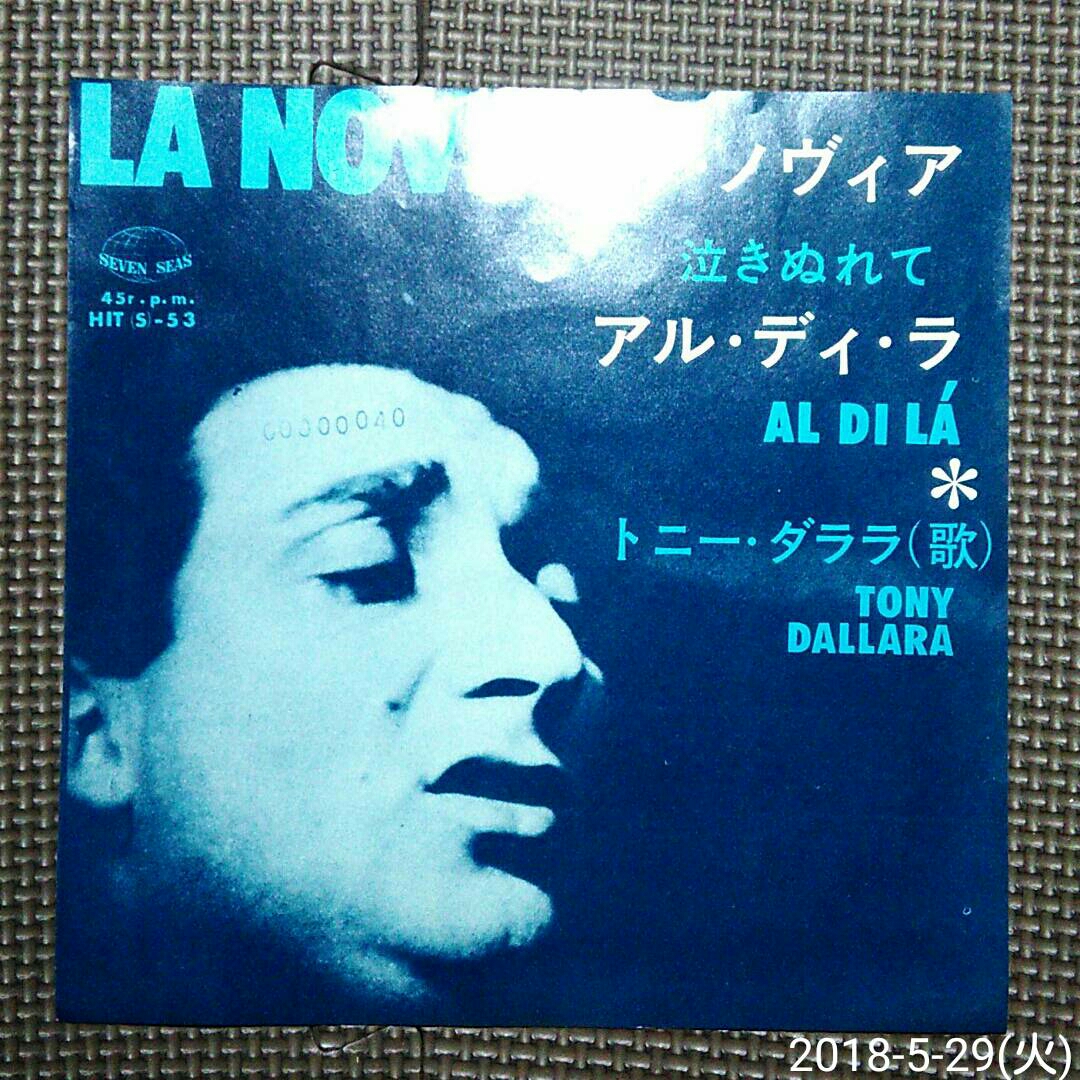 LA NOV
ノヴィア
SEVEN SEAS
45r.p.m.
HIT (S)-53
泣きぬれて
アル・ディ・ラ
AL DI LÁ
*
トニー・ダララ(歌)
TONY
DALLARA
2018-5-29(火)